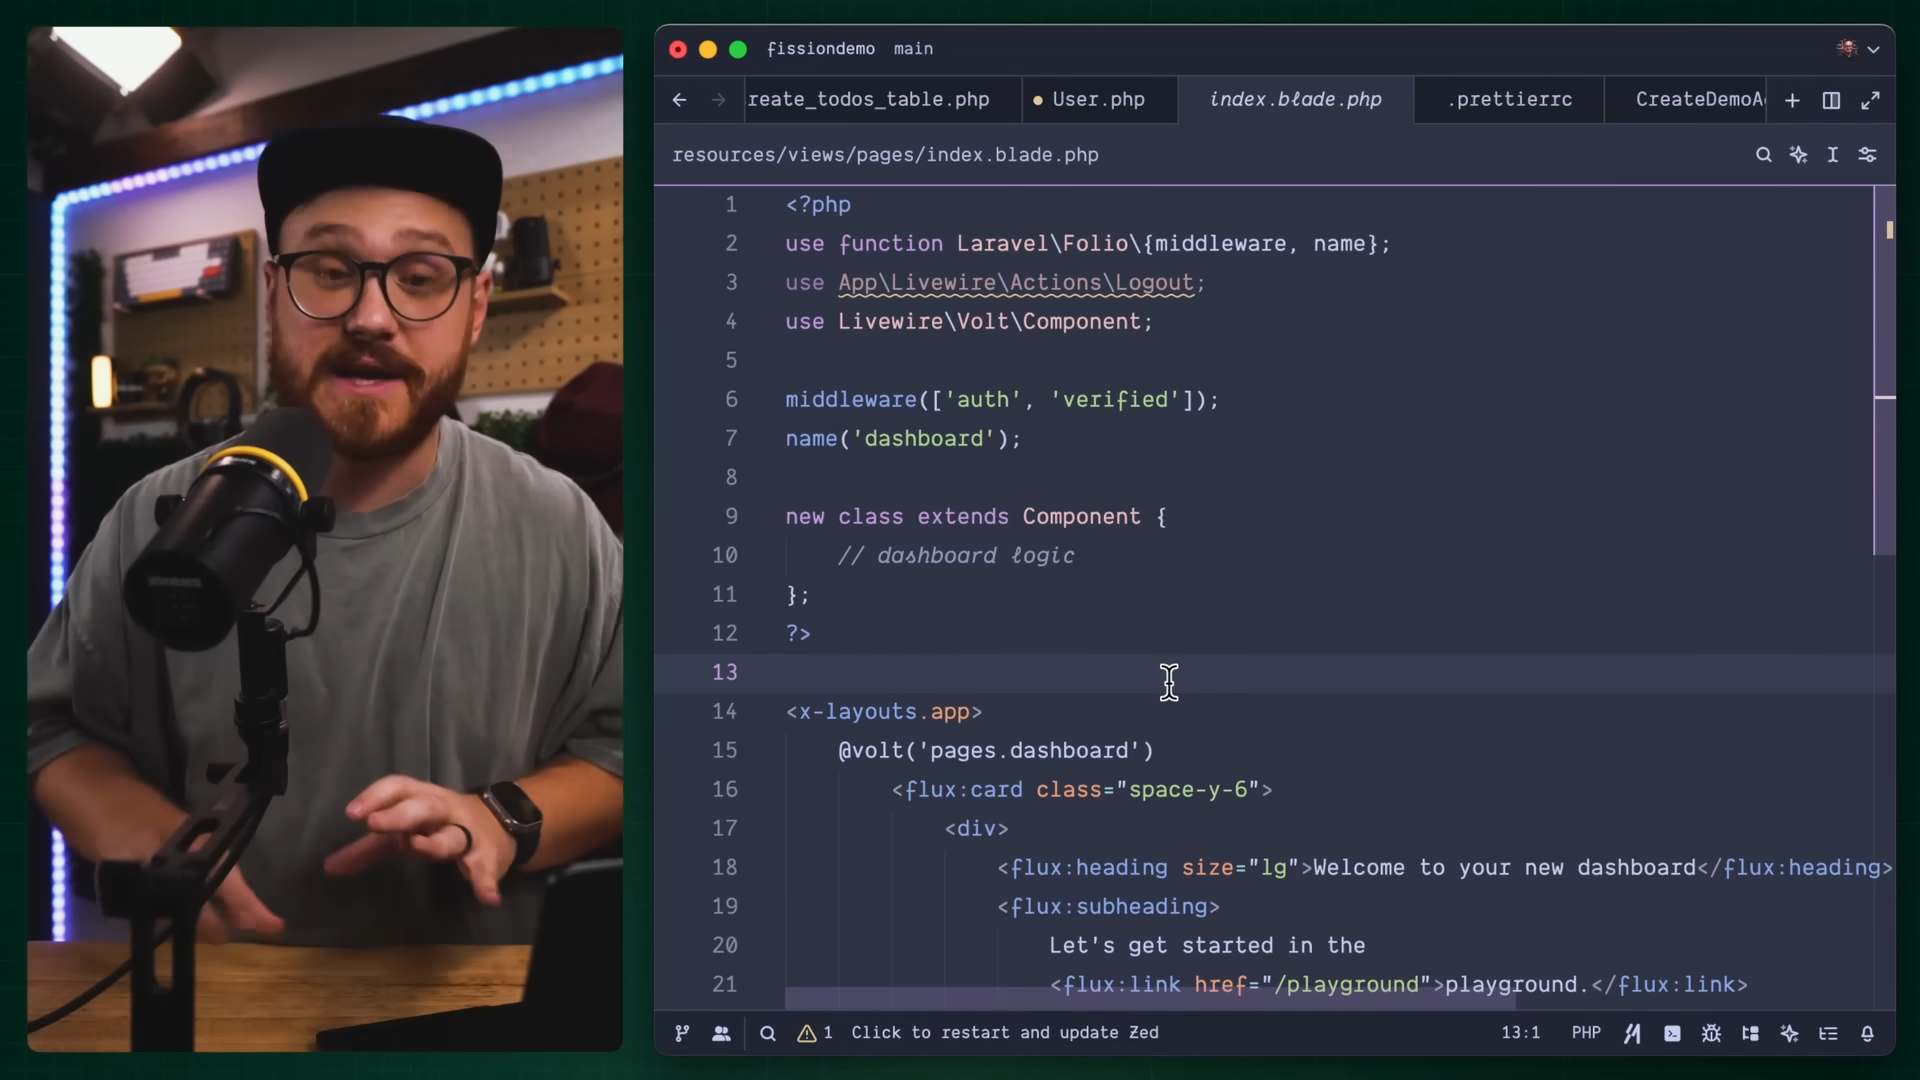 fissiondemo main
reate_todos_table.php
User.php
index.blade.php
.prettierrc
CreateDemoA
resources/views/pages/index.blade.php
1 <?php
2 use function Laravel\Folio\{middleware, name};
3 use App\Livewire\Actions\Logout;
4 use Livewire\Volt\Component;
5
6 middleware(['auth', 'verified']);
7 name('dashboard');
8
9 new class extends Component {
10 // dashboard logic
11 };
12 ?>
13
14 <x-layouts.app>
15 @volt('pages.dashboard')
16 <flux:card class="space-y-6">
17 <div>
18 <flux:heading size="lg">Welcome to your new dashboard</flux:heading>
19 <flux:subheading>
20 Let's get started in the
21 <flux:link href="/playground">playground.</flux:link>
1 Click to restart and update Zed 13:1 PHP